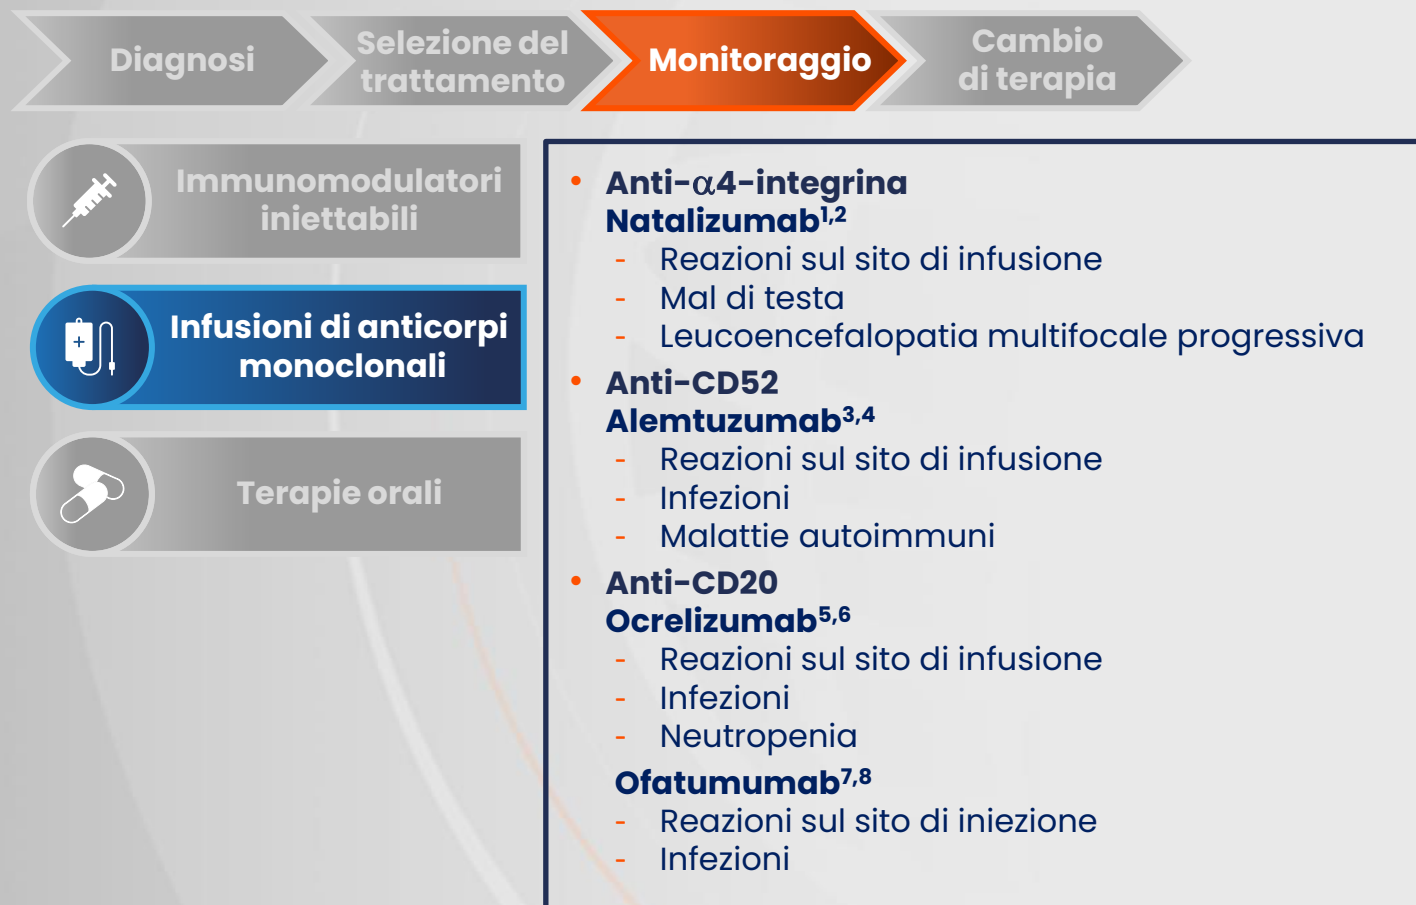 Diagnosi
Selezione del
trattamento
Monitoraggio
Cambio
di terapia
Immunomodulatori
iniettabili
Infusioni di anticorpi
monoclonali
Terapie orali
• Anti-α4-integrina
Natalizumab¹,²
- Reazioni sul sito di infusione
- Mal di testa
- Leucoencefalopatia multifocale progressiva
• Anti-CD52
Alemtuzumab³,⁴
- Reazioni sul sito di infusione
- Infezioni
- Malattie autoimmuni
• Anti-CD20
Ocrelizumab⁵,⁶
- Reazioni sul sito di infusione
- Infezioni
- Neutropenia
Ofatumumab⁷,⁸
- Reazioni sul sito di iniezione
- Infezioni